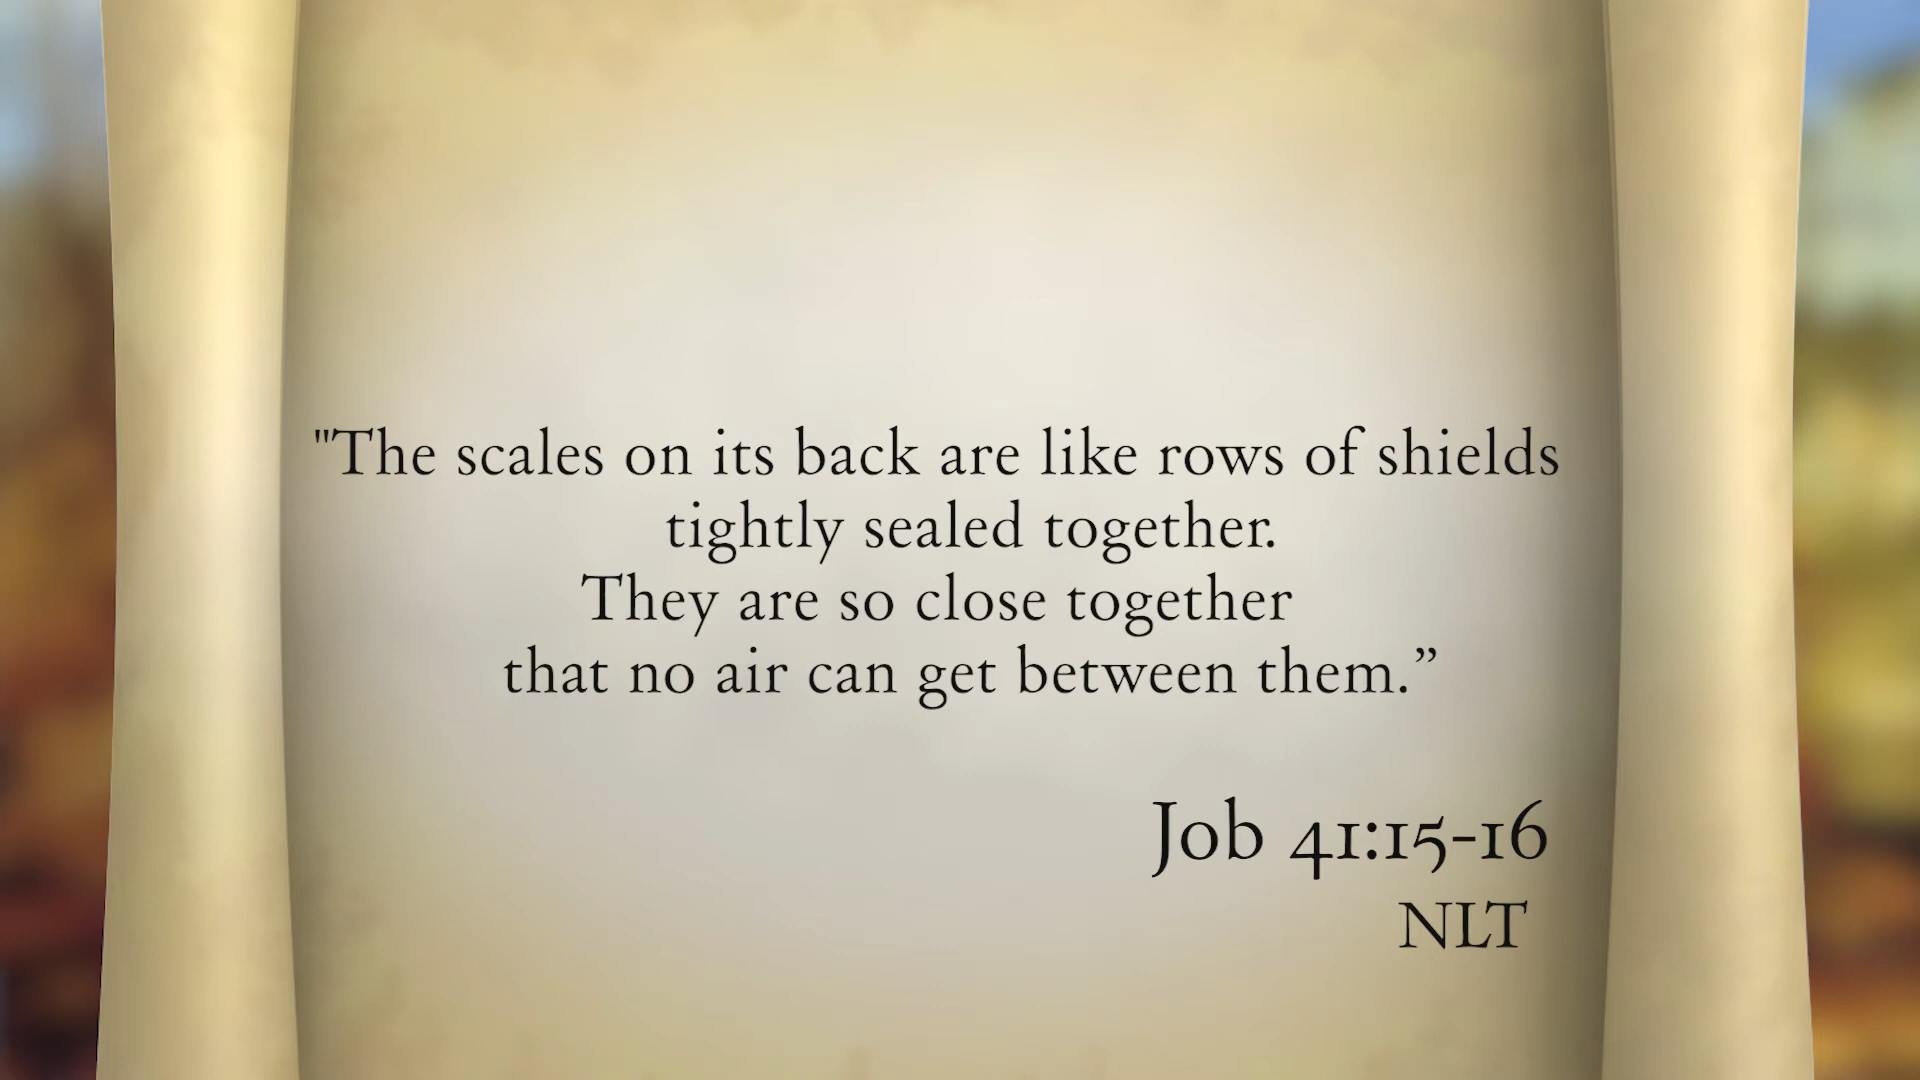 "The scales on its back are like rows of shields
tightly sealed together.
They are so close together
that no air can get between them.”
Job 41:15-16
NLT